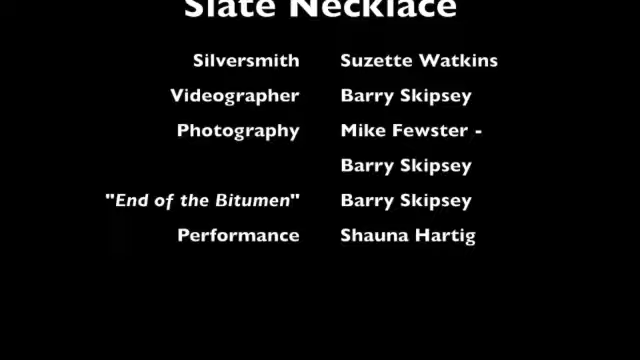 Slate Necklace
Silversmith Suzette Watkins
Videographer Barry Skipsey
Photography Mike Fewster -
Barry Skipsey
"End of the Bitumen" Barry Skipsey
Performance Shauna Hartig